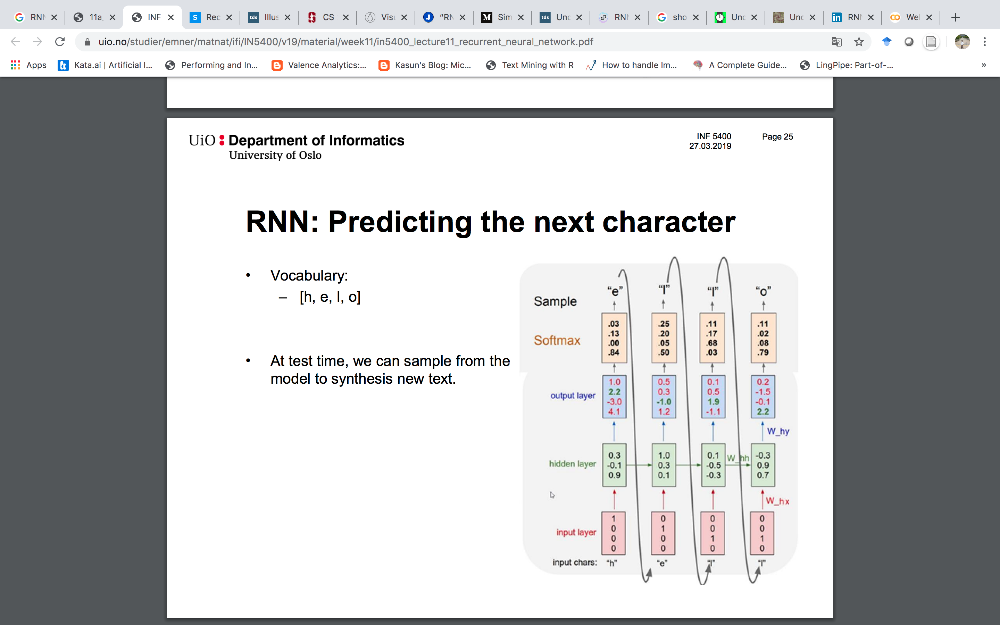 RNN
11a
INF
Rec
Illus
CS
Visu
"RN
Sim
Unc
RNN
sho
Unc
Unc
RNN
Wel
uio.no/studier/emner/matnat/ifi/IN5400/v19/material/week11/in5400_lecture11_recurrent_neural_network.pdf
Apps
Kata.ai | Artificial I...
Performing and In...
Valence Analytics:...
Kasun's Blog: Mic...
Text Mining with R
How to handle Im...
A Complete Guide...
LingPipe: Part-of-...
»
UiO : Department of Informatics
University of Oslo
INF 5400
27.03.2019
Page 25
RNN: Predicting the next character
• Vocabulary:
– [h, e, l, o]
• At test time, we can sample from the
model to synthesis new text.
Sample "e" "l" "l" "o"
Softmax
.03 .25 .11 .11
.13 .20 .17 .02
.00 .05 .68 .08
.84 .50 .03 .79
output layer
1.0 0.5 0.1 0.2
2.2 0.3 0.5 -1.5
-3.0 -1.0 1.9 -0.1
4.1 1.2 -1.1 2.2
W_hy
hidden layer
0.3 1.0 0.1 W_hh -0.3
-0.1 0.3 -0.5 0.9
0.9 0.1 -0.3 0.7
W_hx
input layer
1 0 0 0
0 1 0 0
0 0 1 1
0 0 0 0
input chars: "h" "e" "l" "l"